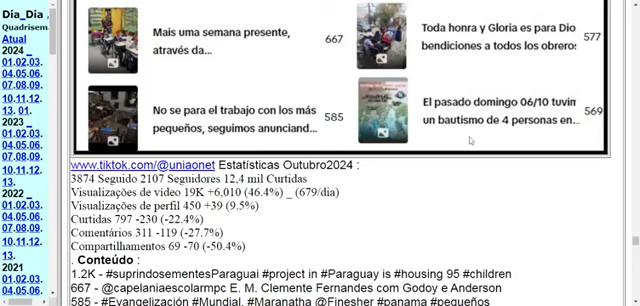 Dia_Dia
Quadrisem
Atual
2024 _
01,02,03.
04,05,06.
07,08,09.
10,11,12.
13. 01.
2023 _
01,02,03.
04,05,06.
07,08,09.
10,11,12.
13.
2022 _
01,02,03.
04,05,06.
07,08,09.
10,11,12.
13.
2021
01,02,03.
04,05,06.
Mais uma semana presente,
através da...
667
No se para el trabajo con los más
pequeños, seguimos anunciand...
585
Toda honra y Gloria es para Dio
bendiciones a todos los obreros
577
El pasado domingo 06/10 tuvim
un bautismo de 4 personas en...
569
www.tiktok.com/@uniaonet Estatísticas Outubro2024 :
3874 Seguido 2107 Seguidores 12,4 mil Curtidas
Visualizações de video 19K +6,010 (46.4%) _ (679/dia)
Visualizações de perfil 450 +39 (9.5%)
Curtidas 797 -230 (-22.4%)
Comentários 311 -119 (-27.7%)
Compartilhamentos 69 -70 (-50.4%)
. Conteúdo :
1.2K - #suprindosementesParaguai #project in #Paraguay is #housing 95 #children
667 - @capelaniaescolarmpc E. M. Clemente Fernandes com Godoy e Anderson
585 - #Evangelización #Mundial, #Maranatha @Finesher #panama #pequeños